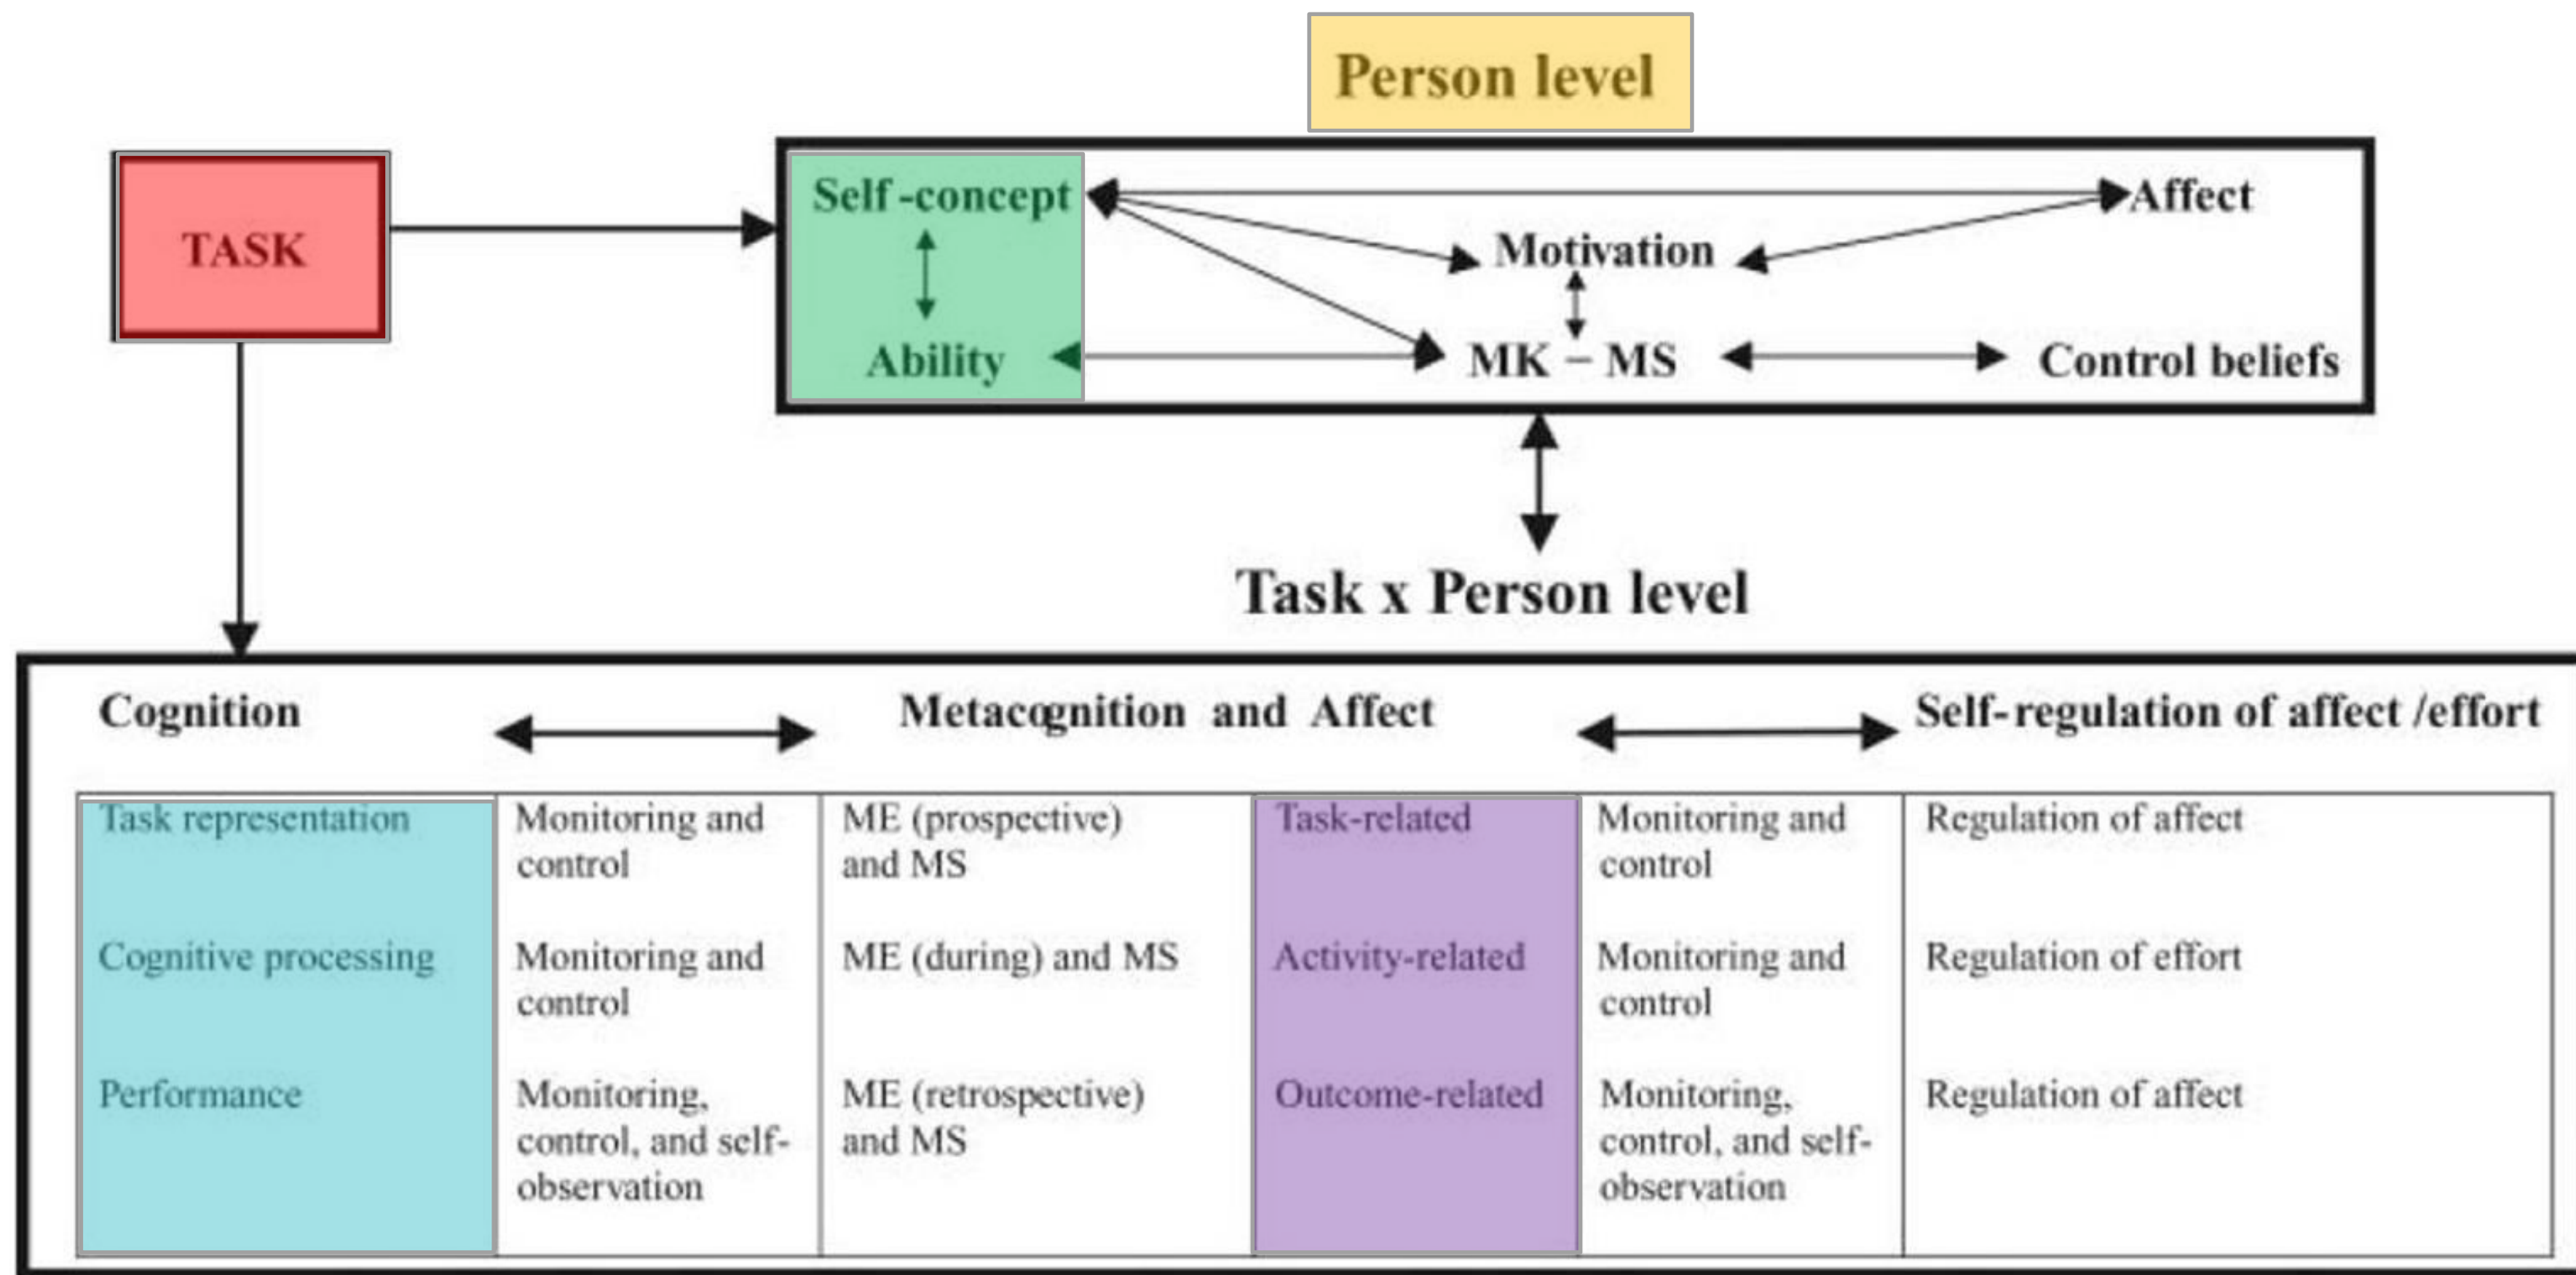 Person level
TASK
Self-concept
Affect
Motivation
Ability
MK – MS
Control beliefs
Task x Person level
Cognition
Metacognition and Affect
Self-regulation of affect /effort
Task representation
Monitoring and
control
ME (prospective)
and MS
Task-related
Monitoring and
control
Regulation of affect
Cognitive processing
Monitoring and
control
ME (during) and MS
Activity-related
Monitoring and
control
Regulation of effort
Performance
Monitoring,
control, and self-
observation
ME (retrospective)
and MS
Outcome-related
Monitoring,
control, and self-
observation
Regulation of affect